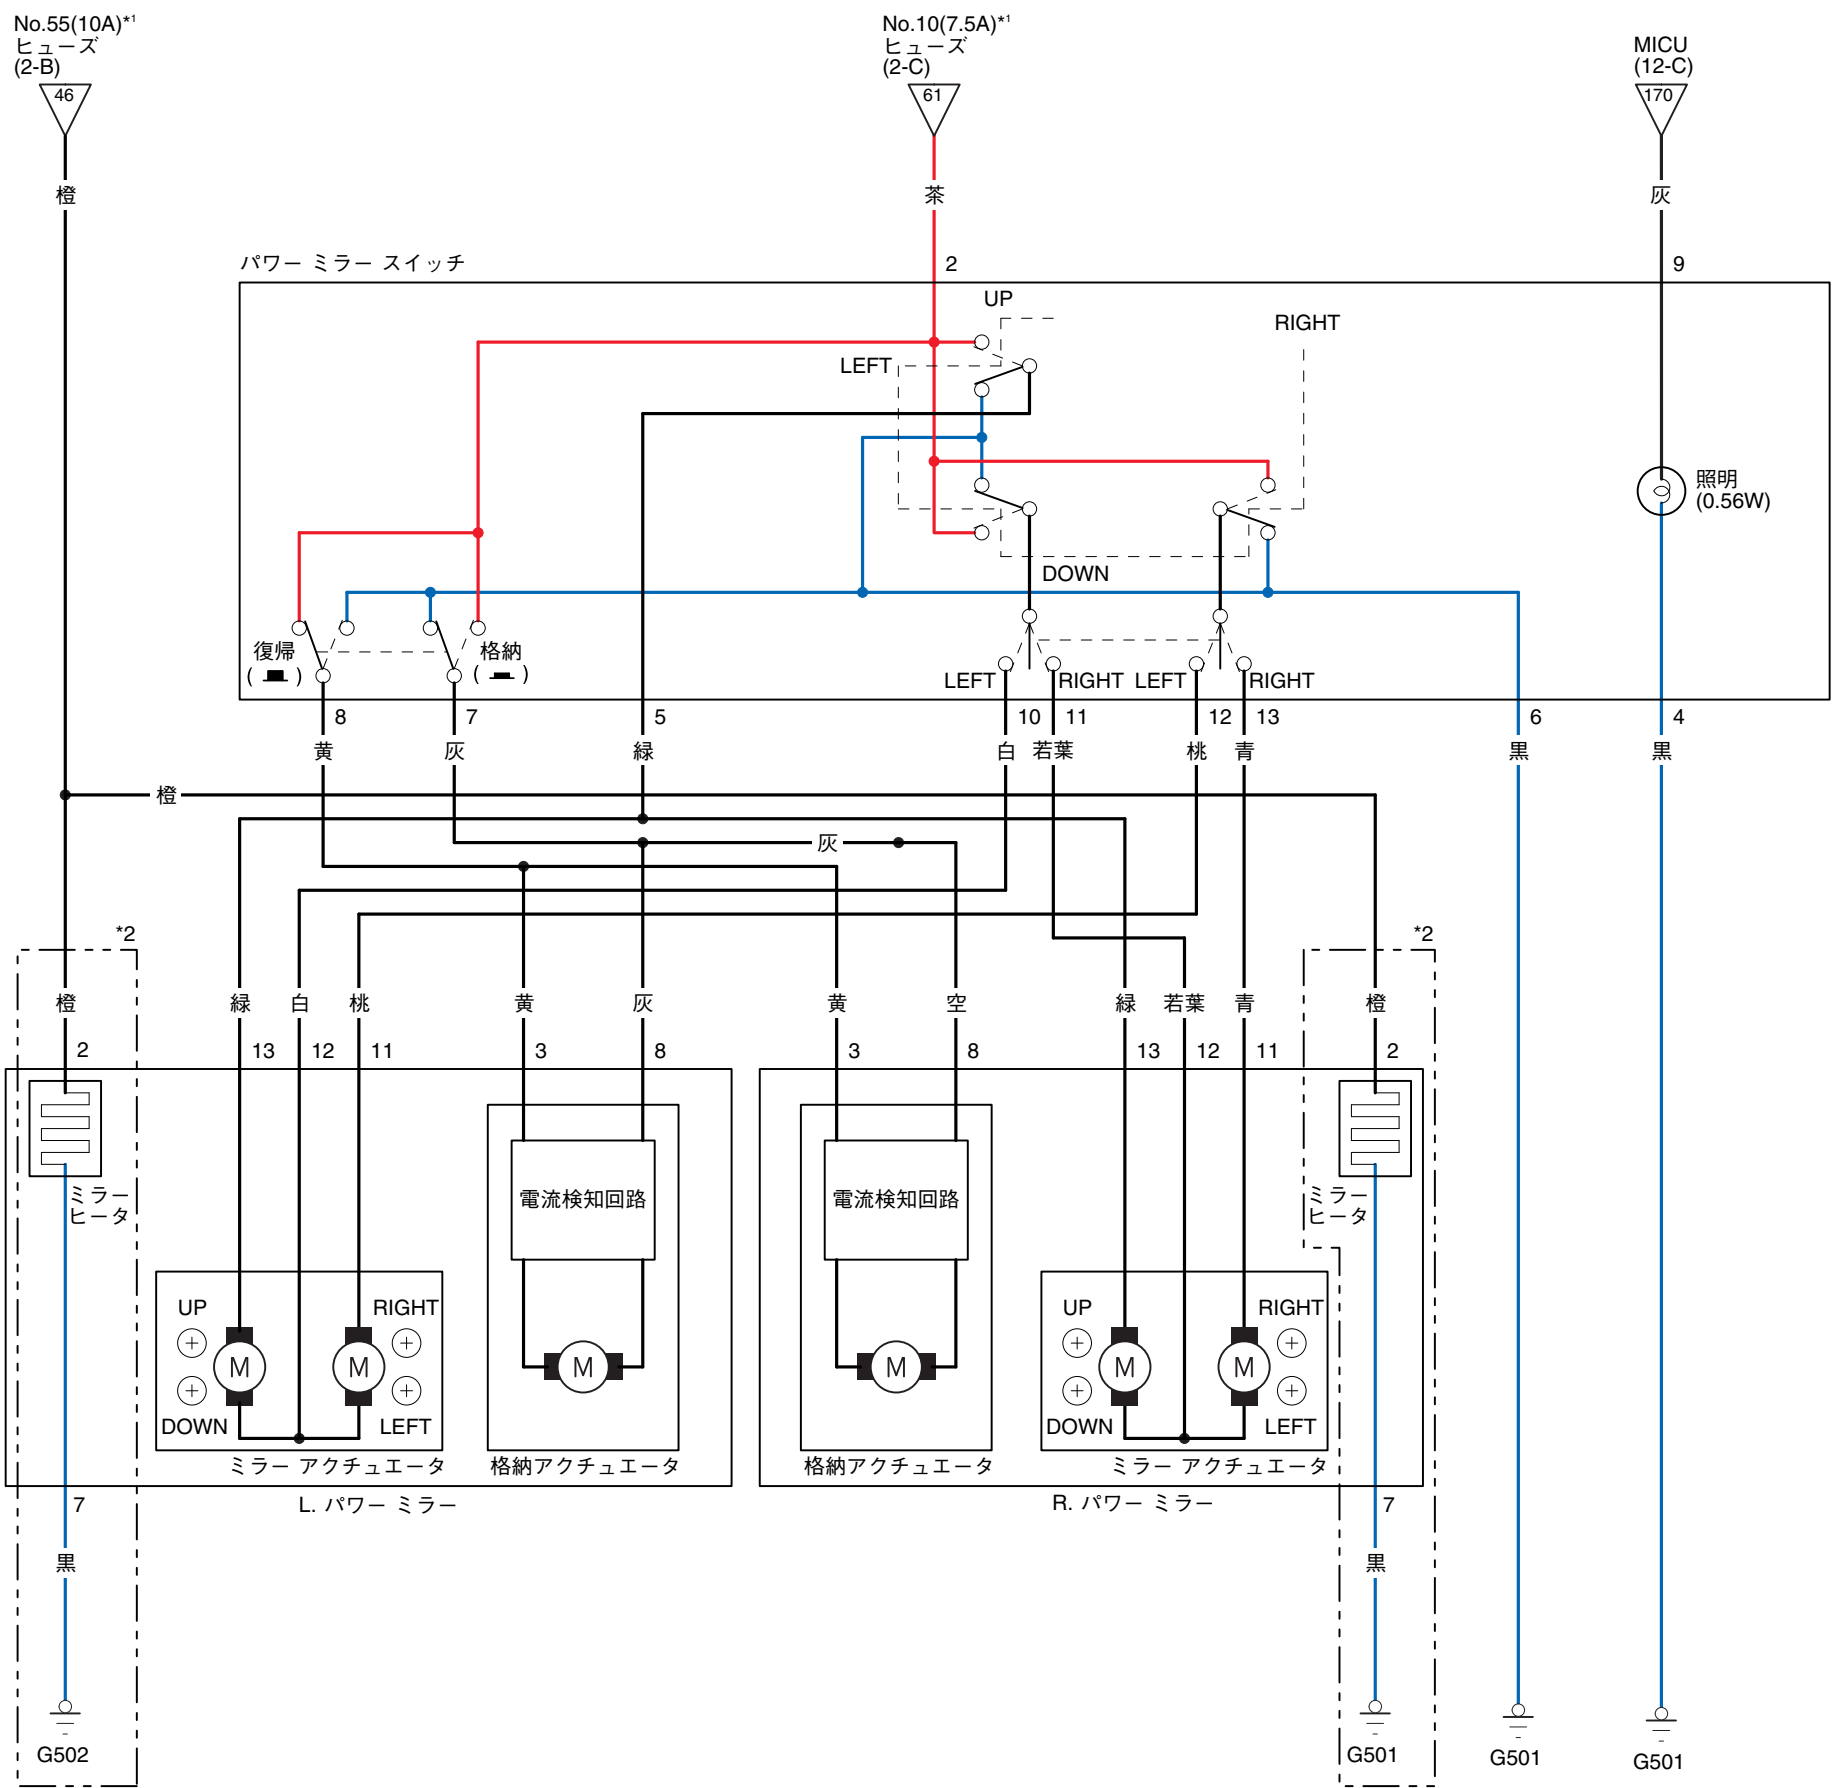 No.55(10A)*1
ヒューズ
(2-B)
46
No.10(7.5A)*1
ヒューズ
(2-C)
61
MICU
(12-C)
170
橙
茶
灰
パワー ミラー スイッチ
2
9
UP
RIGHT
LEFT
照明
(0.56W)
DOWN
復帰
( )
格納
( )
LEFT
RIGHT
LEFT
RIGHT
8
7
5
10
11
12
13
6
4
黄
灰
緑
白
若葉
桃
青
黒
黒
橙
灰
*2
*2
橙
緑
白
桃
黄
灰
黄
空
緑
若葉
青
橙
2
13
12
11
3
8
3
8
13
12
11
2
ミラー
ヒータ
電流検知回路
電流検知回路
ミラー
ヒータ
UP
RIGHT
M
M
DOWN
LEFT
M
M
UP
RIGHT
M
M
DOWN
LEFT
ミラー アクチュエータ
格納アクチュエータ
格納アクチュエータ
ミラー アクチュエータ
7
L. パワー ミラー
R. パワー ミラー
7
黒
黒
G502
G501
G501
G501